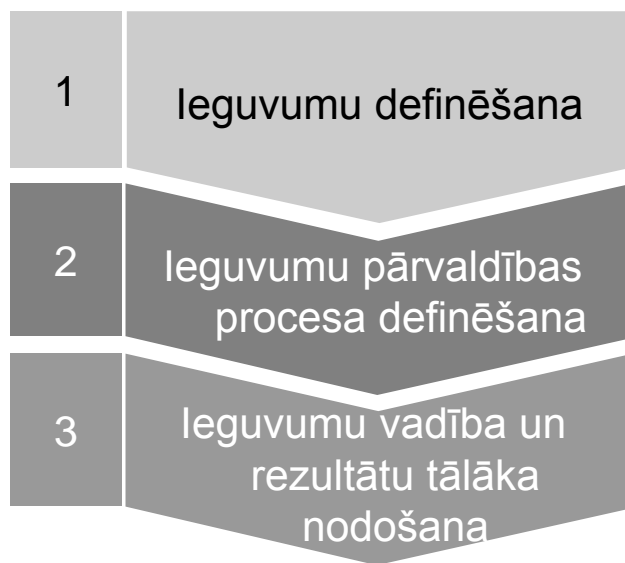 1
Ieguvumu definēšana
2
Ieguvumu pārvaldības
procesa definēšana
3
Ieguvumu vadība un
rezultātu tālāka
nodošana